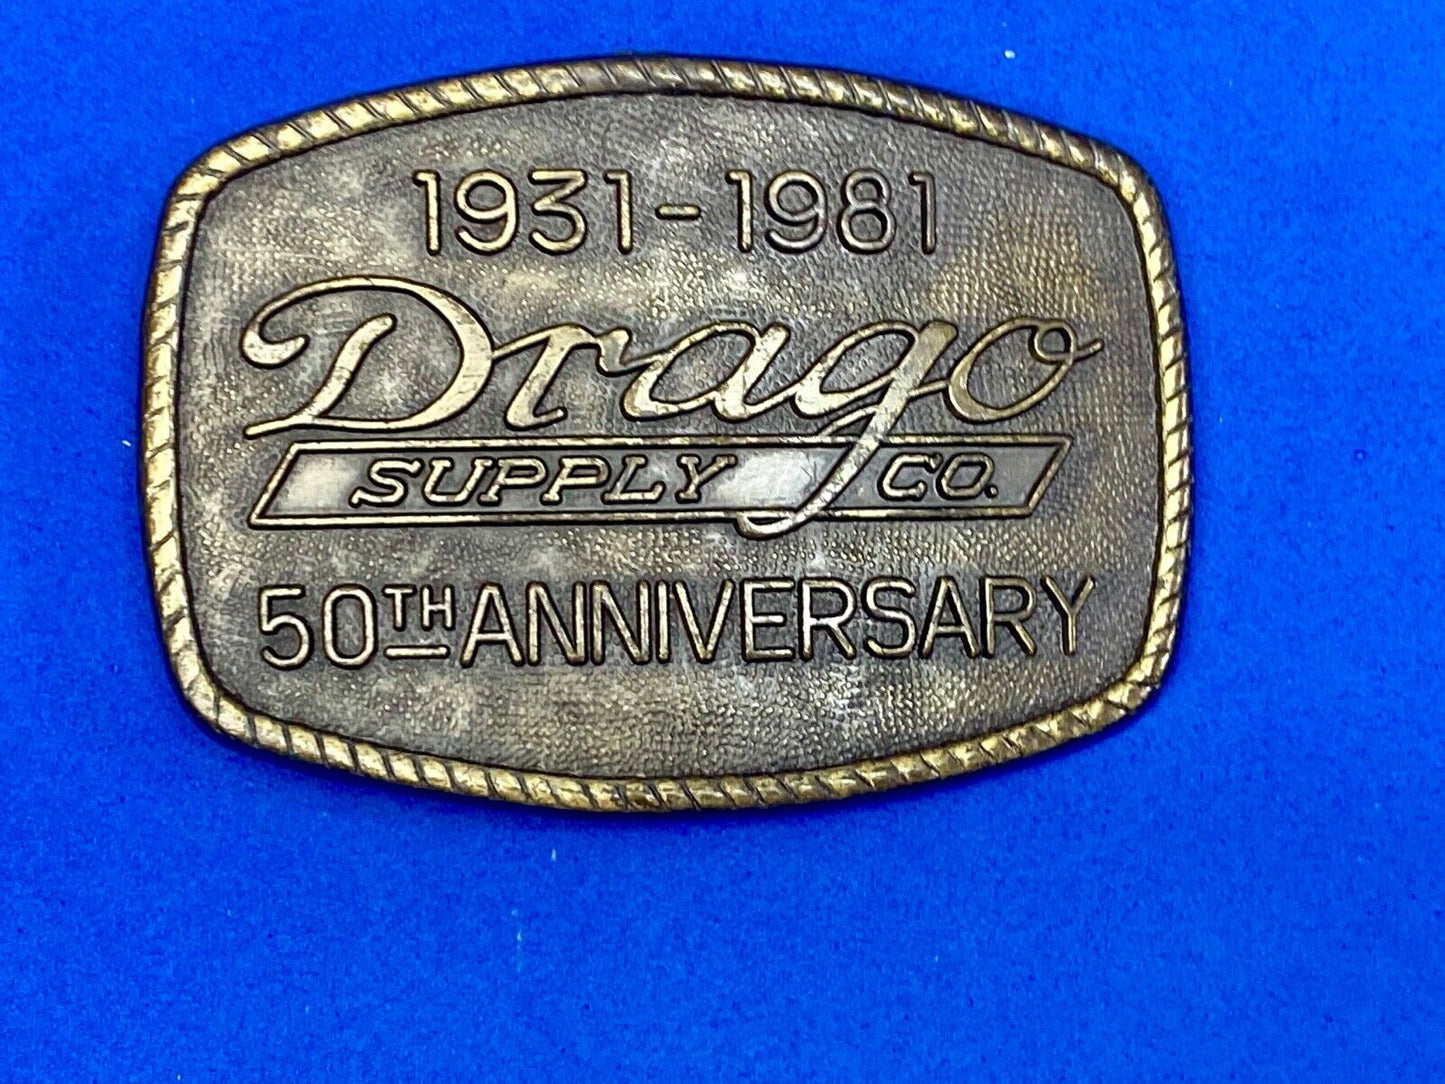 1931-1981
Drago
SUPPLY CO.
50TH ANNIVERSARY